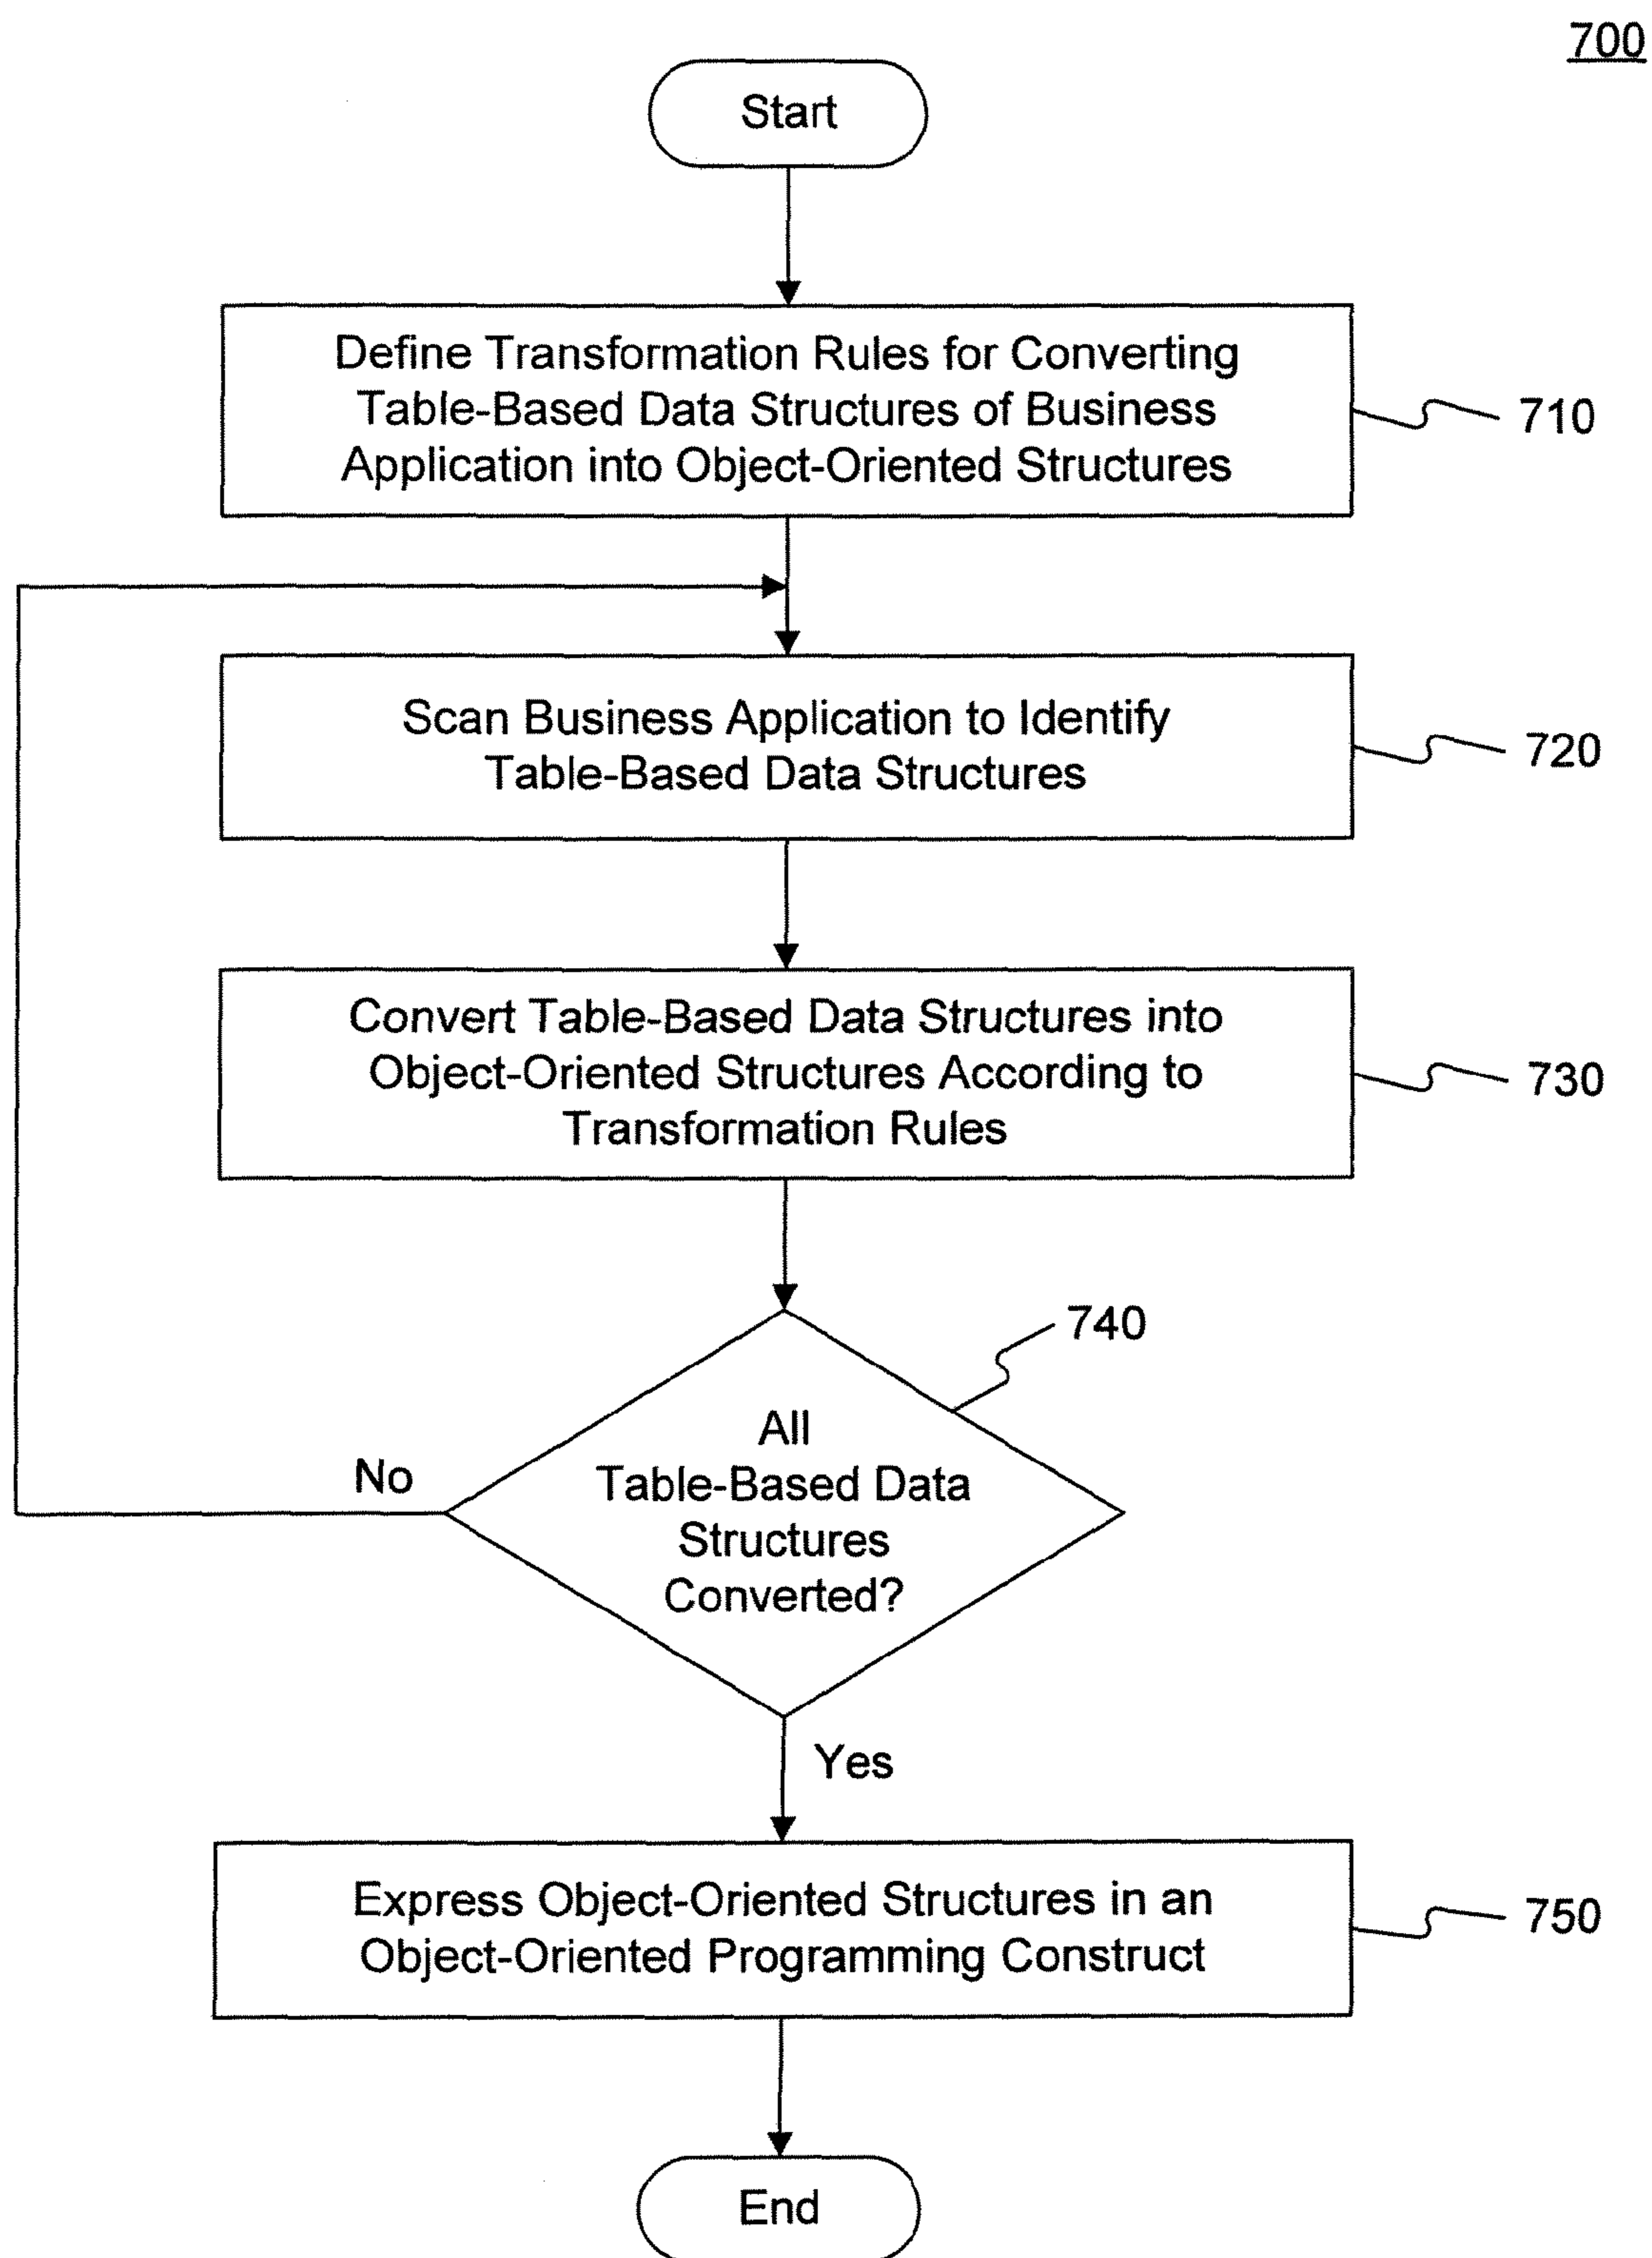 700
Start
Define Transformation Rules for Converting
Table-Based Data Structures of Business
Application into Object-Oriented Structures
710
Scan Business Application to Identify
Table-Based Data Structures
720
Convert Table-Based Data Structures into
Object-Oriented Structures According to
Transformation Rules
730
740
All
Table-Based Data
Structures
Converted?
No
Yes
Express Object-Oriented Structures in an
Object-Oriented Programming Construct
750
End